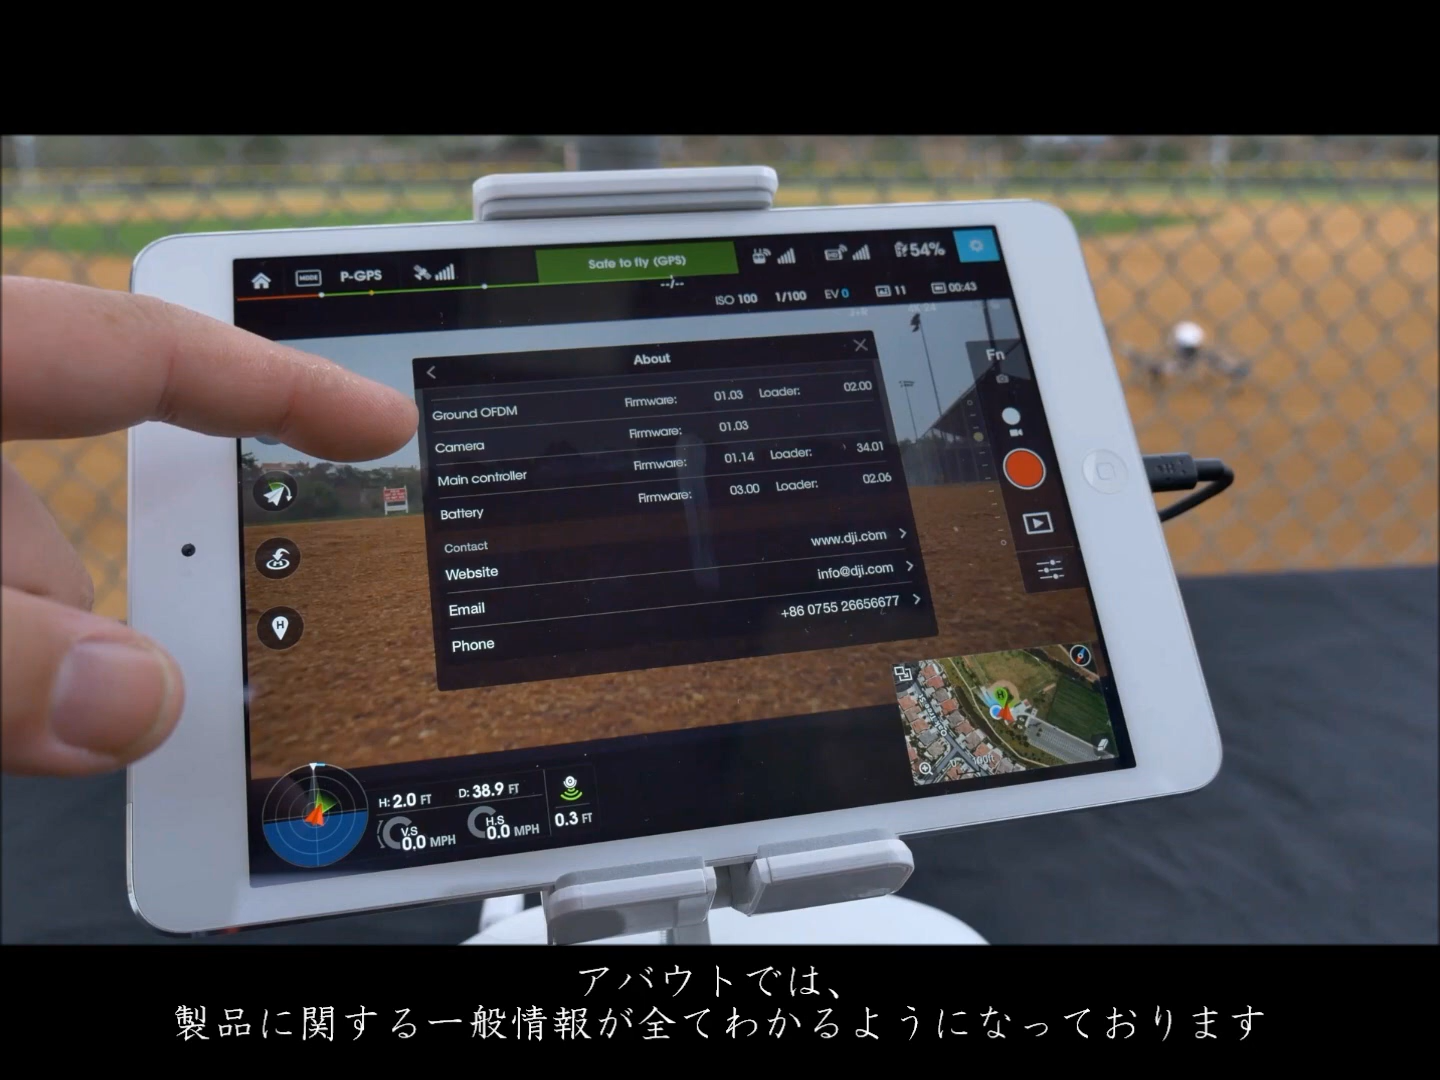 MODE P-GPS Safe to fly (GPS) HD 54%
--/--
ISO 100 1/100 EV 0 11 00:43
About
Ground OFDM Firmware: 01.03 Loader: 02.00
Camera Firmware: 01.03
Main controller Firmware: 01.14 Loader: 34.01
Battery Firmware: 03.00 Loader: 02.06
Contact
Website www.dji.com
Email info@dji.com
Phone +86 0755 26656677
Fn
H
H
100ft
H: 2.0 FT D: 38.9 FT
V.S 0.0 MPH H.S 0.0 MPH 0.3 FT
アバウトでは、
製品に関する一般情報が全てわかるようになっております